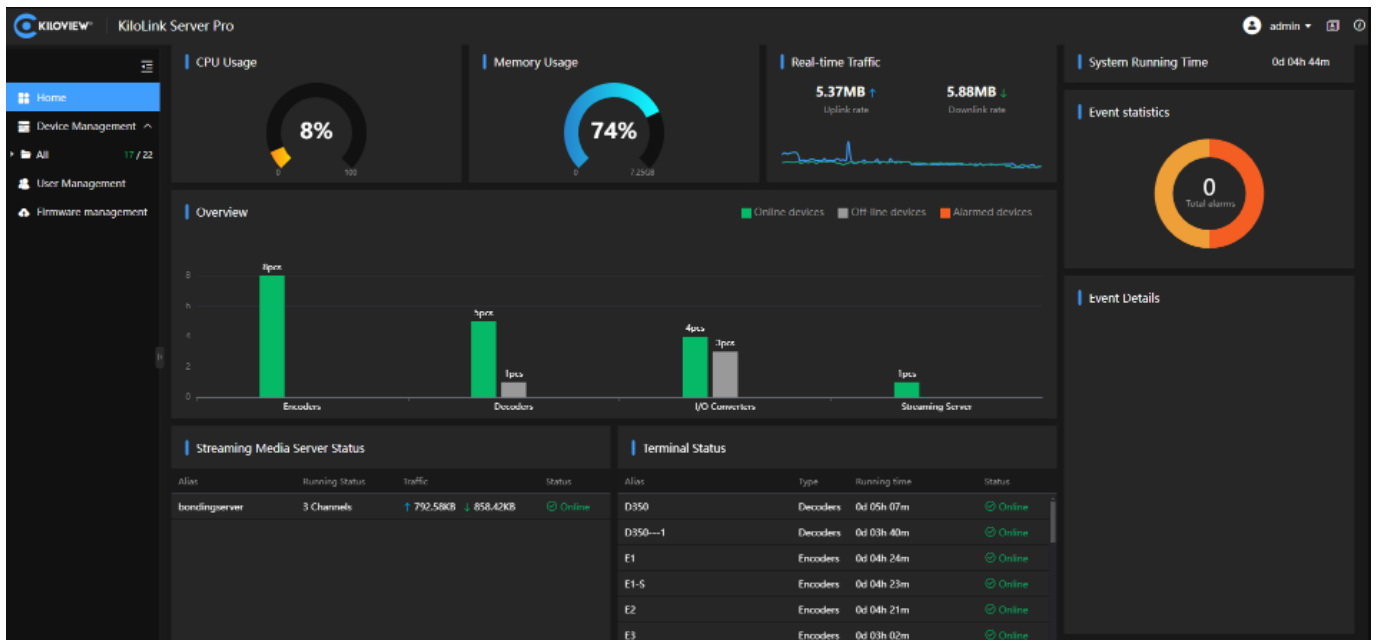 KILOVIEW KiloLink Server Pro
admin
Home
Device Management
All 17 / 22
User Management
Firmware management
CPU Usage
8%
0 100
Memory Usage
74%
0 7.25GB
Real-time Traffic
5.37MB ↑ 5.88MB ↓
Uplink rate Downlink rate
System Running Time 0d 04h 44m
Event statistics
0
Total alarms
Overview
Online devices Off-line devices Alarmed devices
8
6
4
2
0
8pcs
5pcs
1pcs
4pcs
3pcs
1pcs
Encoders Decoders I/O Converters Streaming Server
Event Details
Streaming Media Server Status
Alias Running Status Traffic Status
bondingserver 3 Channels ↑ 792.58KB ↓ 858.42KB Online
Terminal Status
Alias Type Running time Status
D350 Decoders 0d 05h 07m Online
D350---1 Decoders 0d 03h 40m Online
E1 Encoders 0d 04h 24m Online
E1-S Encoders 0d 04h 23m Online
E2 Encoders 0d 04h 21m Online
E3 Encoders 0d 03h 02m Online